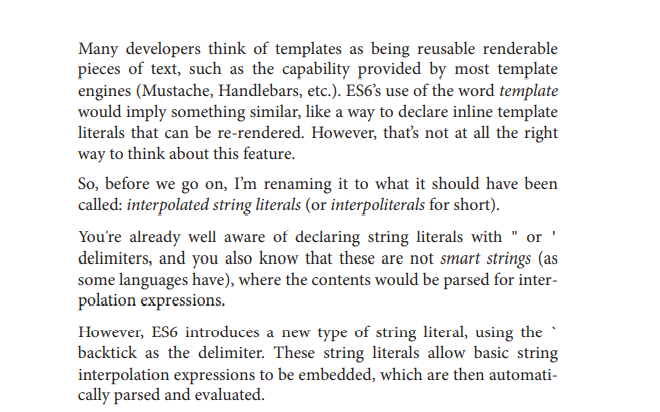 Many developers think of templates as being reusable renderable
pieces of text, such as the capability provided by most template
engines (Mustache, Handlebars, etc.). ES6’s use of the word template
would imply something similar, like a way to declare inline template
literals that can be re-rendered. However, that’s not at all the right
way to think about this feature.
So, before we go on, I’m renaming it to what it should have been
called: interpolated string literals (or interpoliterals for short).
You’re already well aware of declaring string literals with " or '
delimiters, and you also know that these are not smart strings (as
some languages have), where the contents would be parsed for inter-
polation expressions.
However, ES6 introduces a new type of string literal, using the `
backtick as the delimiter. These string literals allow basic string
interpolation expressions to be embedded, which are then automati-
cally parsed and evaluated.